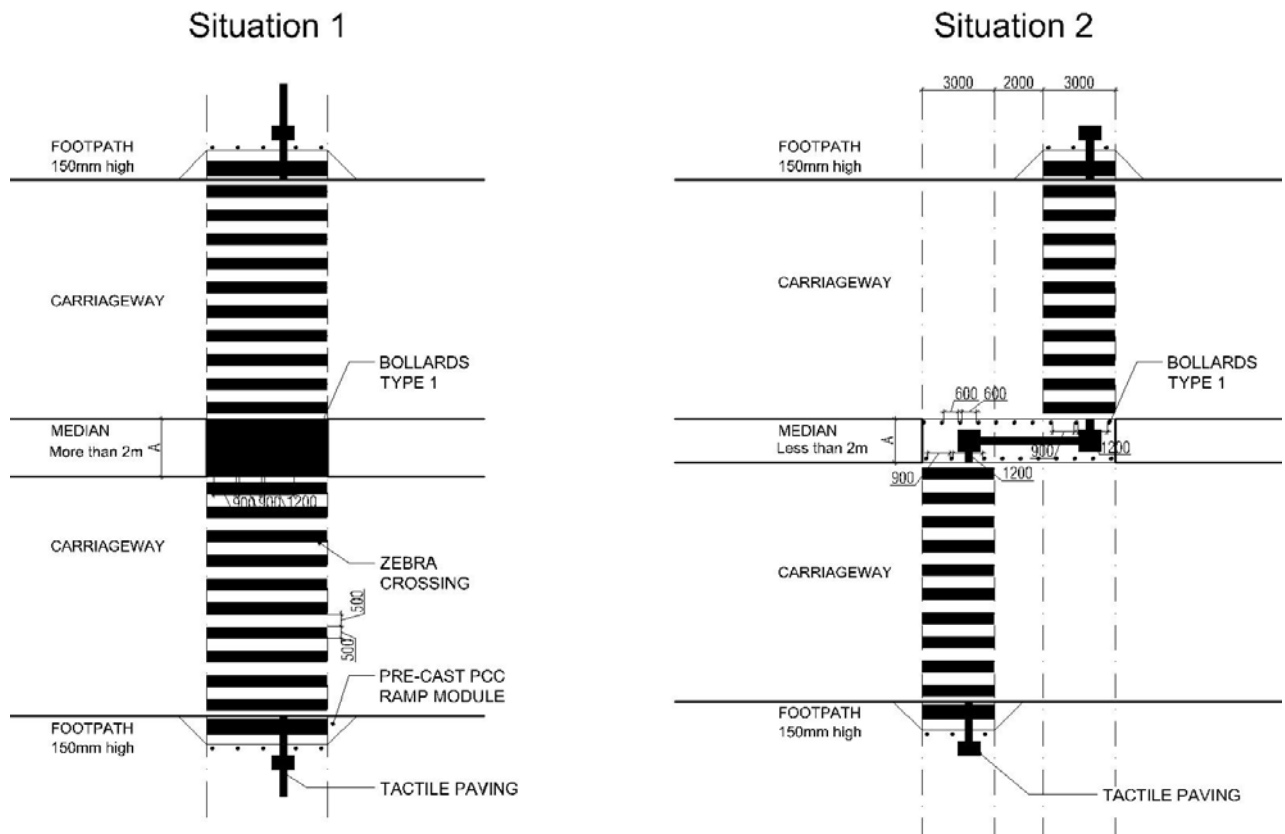 Situation 1
FOOTPATH
150mm high
CARRIAGEWAY
BOLLARDS
TYPE 1
MEDIAN
More than 2m
A
900 900 1200
CARRIAGEWAY
ZEBRA
CROSSING
500
500
PRE-CAST PCC
RAMP MODULE
FOOTPATH
150mm high
TACTILE PAVING
Situation 2
3000 2000 3000
FOOTPATH
150mm high
CARRIAGEWAY
BOLLARDS
TYPE 1
600 600
MEDIAN
Less than 2m
A
900 1200
900 1200
CARRIAGEWAY
FOOTPATH
150mm high
TACTILE PAVING